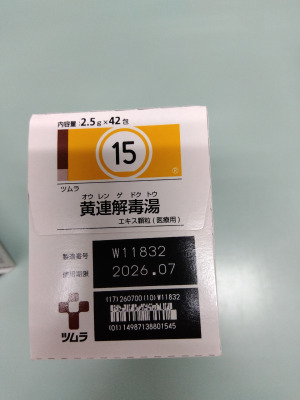 内容量:2.5g×42包
15
ツムラ
オウ レン ゲ ドク トウ
黄連解毒湯
エキス顆粒(医療用)
製造番号 W11832
使用期限 2026.07
ツムラ
(17)260700(10)W11832
(01)14987138801545